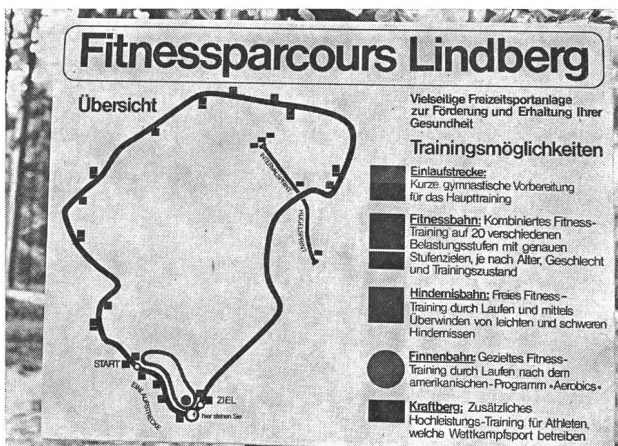 Fitnessparcours Lindberg
Übersicht
START
EINLAUFSTRECKE
ZIEL
hier stehen Sie
INTERVALLSPRINT
HÜGELSPRINT
Vielseitige Freizeitsportanlage
zur Förderung und Erhaltung Ihrer
Gesundheit
Trainingsmöglichkeiten
Einlaufstrecke:
Kurze gymnastische Vorbereitung
für das Haupttraining
Fitnessbahn: Kombiniertes Fitness-
Training auf 20 verschiedenen
Belastungsstufen mit genauen
Stufenzielen, je nach Alter, Geschlecht
und Trainingszustand
Hindernisbahn: Freies Fitness-
Training durch Laufen und mittels
Überwinden von leichten und schweren
Hindernissen
Finnenbahn: Gezieltes Fitness-
Training durch Laufen nach dem
amerikanischen-Programm «Aerobics»
Kraftberg: Zusätzliches
Hochleistungs-Training für Athleten,
welche Wettkampfsport betreiben